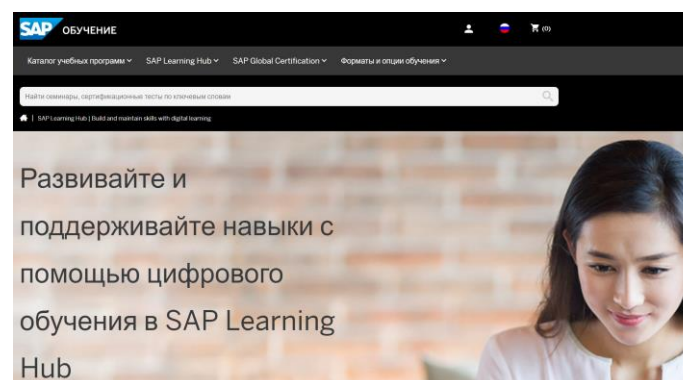 SAP ОБУЧЕНИЕ
(0)
Каталог учебных программ SAP Learning Hub SAP Global Certification Форматы и опции обучения
Найти семинары, сертификационные тесты по ключевым словам
| SAP Learning Hub | Build and maintain skills with digital learning
Развивайте и
поддерживайте навыки с
помощью цифрового
обучения в SAP Learning
Hub